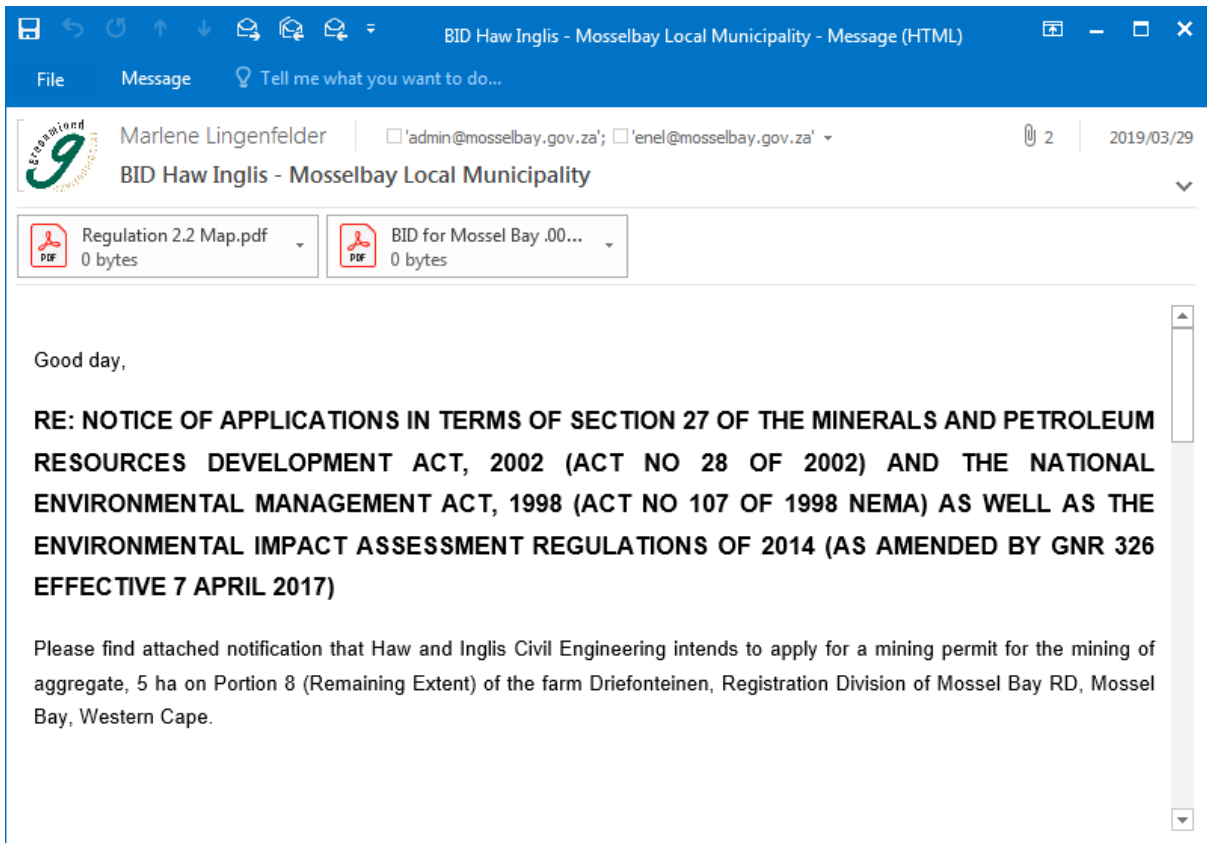 BID Haw Inglis - Mosselbay Local Municipality - Message (HTML)
File Message Tell me what you want to do...
Marlene Lingenfelder 'admin@mosselbay.gov.za'; 'enel@mosselbay.gov.za' 2 2019/03/29
BID Haw Inglis - Mosselbay Local Municipality
Regulation 2.2 Map.pdf
0 bytes
BID for Mossel Bay .00...
0 bytes
PDF
PDF
Good day,
RE: NOTICE OF APPLICATIONS IN TERMS OF SECTION 27 OF THE MINERALS AND PETROLEUM
RESOURCES DEVELOPMENT ACT, 2002 (ACT NO 28 OF 2002) AND THE NATIONAL
ENVIRONMENTAL MANAGEMENT ACT, 1998 (ACT NO 107 OF 1998 NEMA) AS WELL AS THE
ENVIRONMENTAL IMPACT ASSESSMENT REGULATIONS OF 2014 (AS AMENDED BY GNR 326
EFFECTIVE 7 APRIL 2017)
Please find attached notification that Haw and Inglis Civil Engineering intends to apply for a mining permit for the mining of
aggregate, 5 ha on Portion 8 (Remaining Extent) of the farm Driefonteinen, Registration Division of Mossel Bay RD, Mossel
Bay, Western Cape.